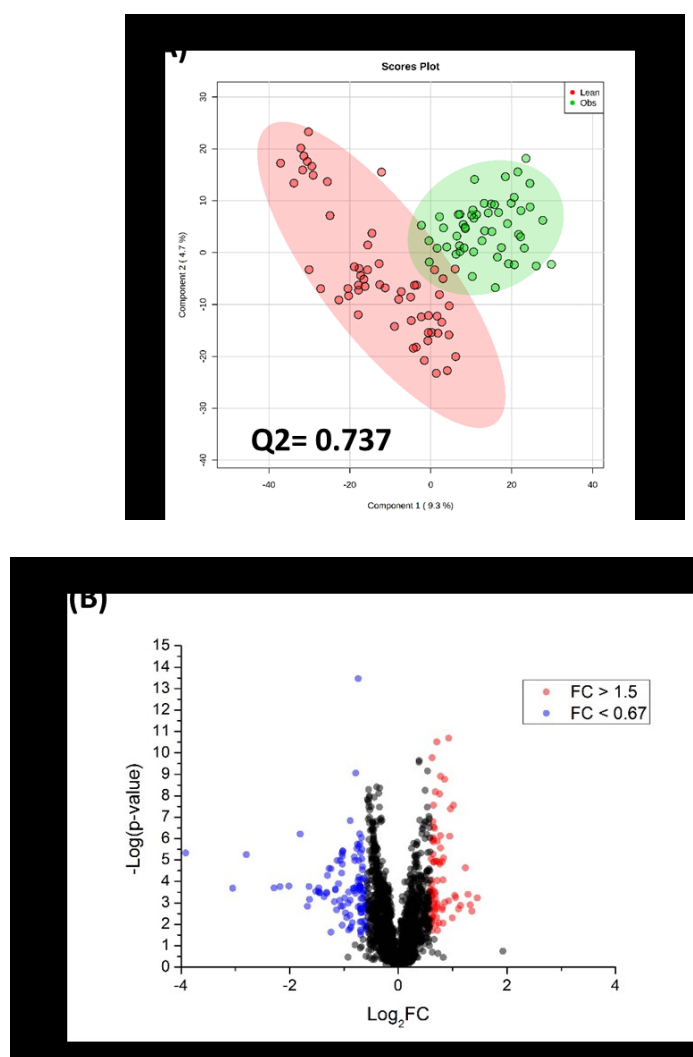 A)
Scores Plot
Lean
Obs
30
20
10
0
-10
-20
-30
-40
Component 2 ( 4.7 %)
Q2= 0.737
-40
-20
0
20
40
Component 1 ( 9.3 %)
(B)
15
14
13
12
11
10
9
8
7
6
5
4
3
2
1
0
-Log(p-value)
FC > 1.5
FC < 0.67
-4
-2
0
2
4
Log₂FC